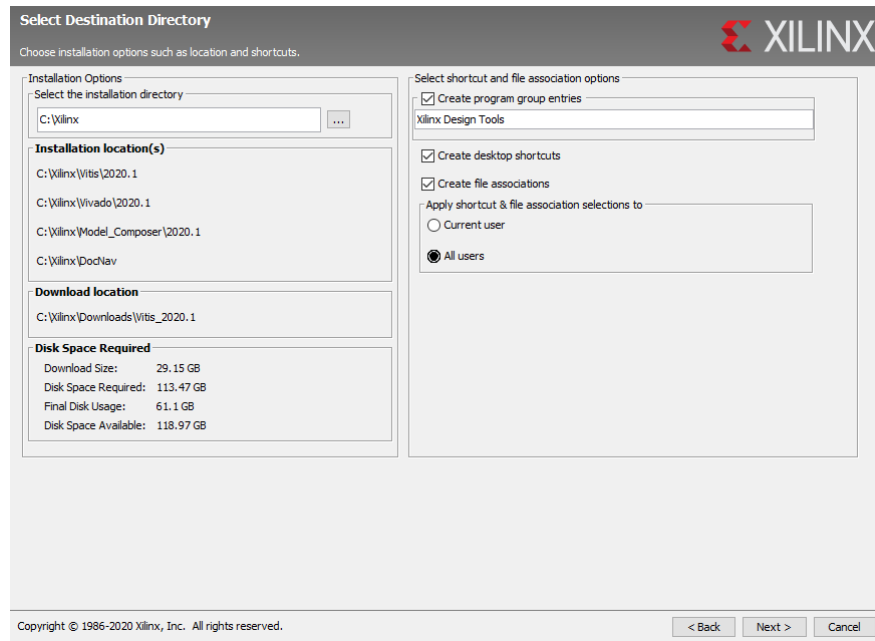 Select Destination Directory
Choose installation options such as location and shortcuts.
XILINX
Installation Options
Select the installation directory
C:\Xilinx
...
Installation location(s)
C:\Xilinx\Vitis\2020.1
C:\Xilinx\Vivado\2020.1
C:\Xilinx\Model_Composer\2020.1
C:\Xilinx\DocNav
Download location
C:\Xilinx\Downloads\Vitis_2020.1
Disk Space Required
Download Size: 29.15 GB
Disk Space Required: 113.47 GB
Final Disk Usage: 61.1 GB
Disk Space Available: 118.97 GB
Select shortcut and file association options
Create program group entries
Xilinx Design Tools
Create desktop shortcuts
Create file associations
Apply shortcut & file association selections to
Current user
All users
Copyright © 1986-2020 Xilinx, Inc. All rights reserved.
< Back Next > Cancel